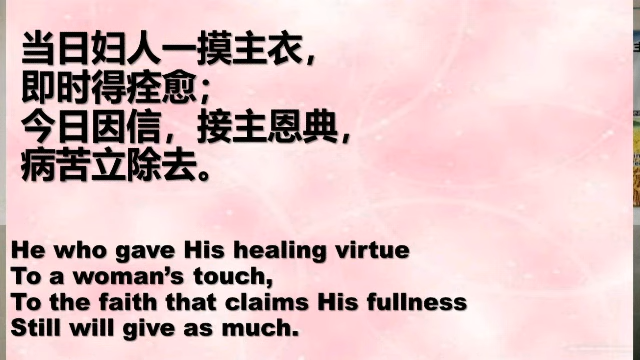 当日妇人一摸主衣，
即时得痊愈；
今日因信，接主恩典，
病苦立除去。
He who gave His healing virtue
To a woman’s touch,
To the faith that claims His fullness
Still will give as much.